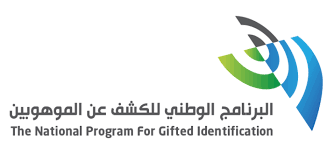 البرنامج الوطني للكشف عن الموهوبين
The National Program For Gifted Identification